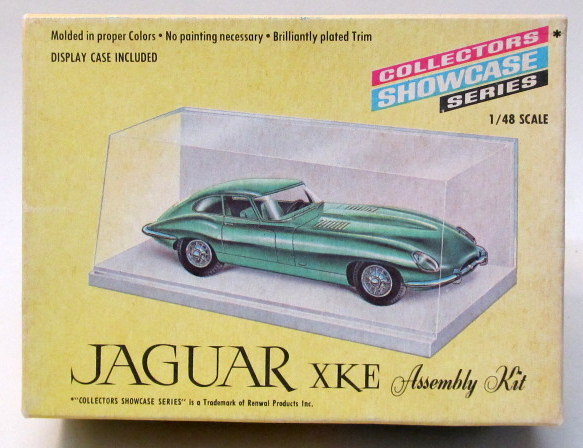 Molded in proper Colors • No painting necessary • Brilliantly plated Trim
DISPLAY CASE INCLUDED
COLLECTORS *
SHOWCASE
SERIES
1/48 SCALE
JAGUAR XKE Assembly Kit
*"COLLECTORS SHOWCASE SERIES" is a Trademark of Renwal Products Inc.